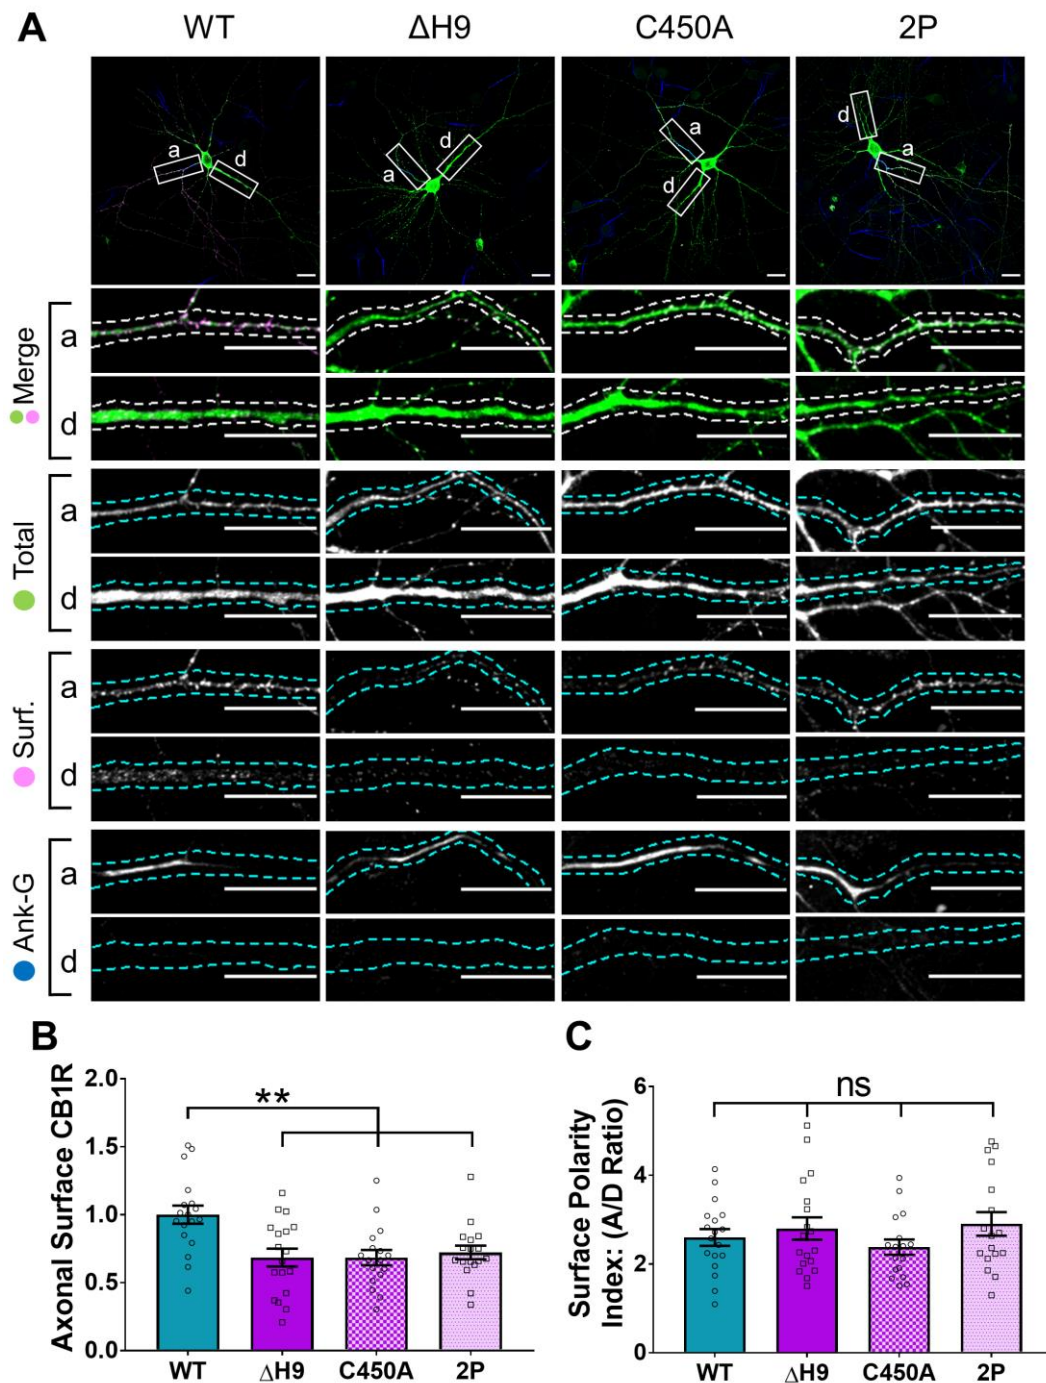 A
WT ΔH9 C450A 2P
a d
a d
a d
d a
Merge
a
d
Total
a
d
Surf.
a
d
Ank-G
a
d
B
Axonal Surface CB1R
2.0
1.5
1.0
0.5
0.0
**
WT ΔH9 C450A 2P
C
Surface Polarity
Index: (A/D Ratio)
6
4
2
0
ns
WT ΔH9 C450A 2P